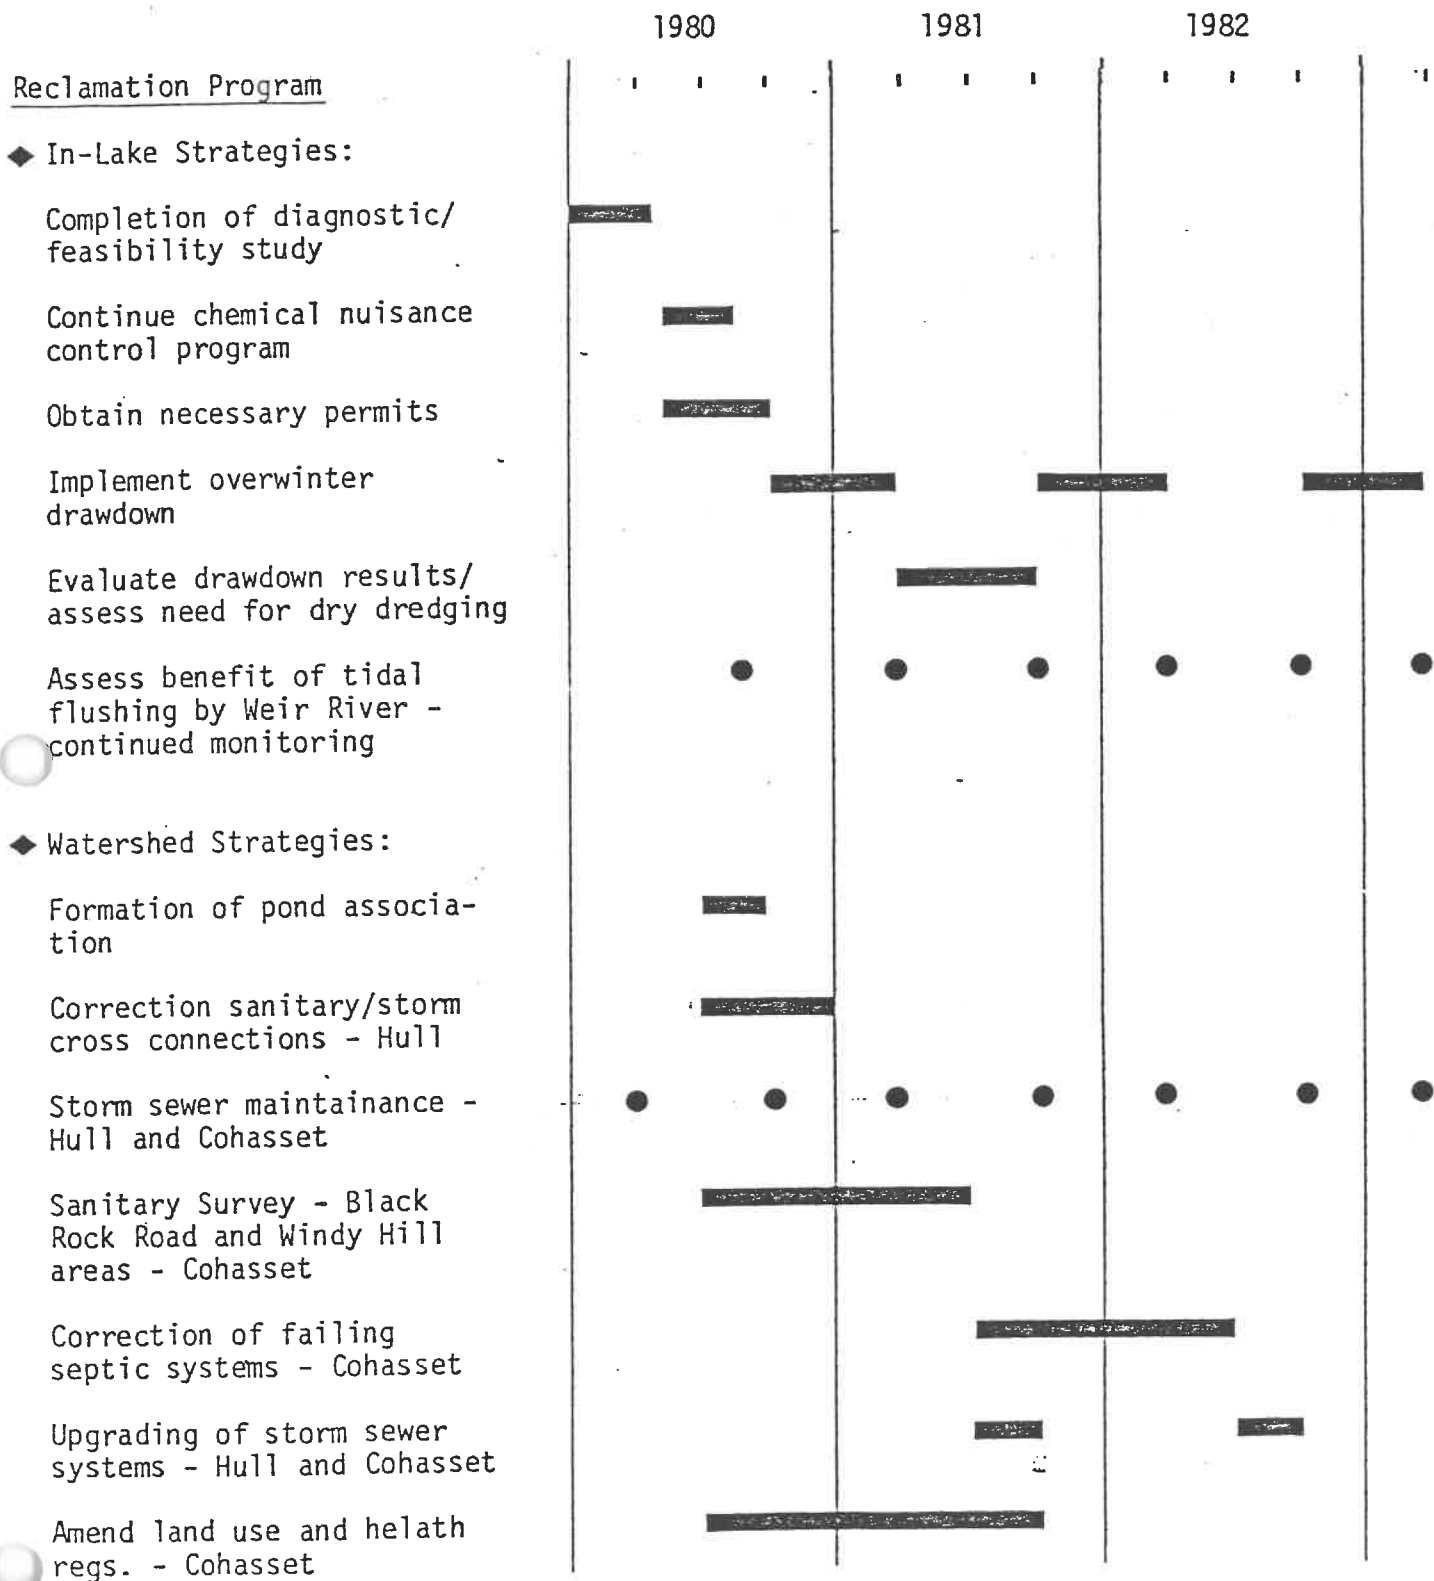 1980 1981 1982
Reclamation Program
In-Lake Strategies:
Completion of diagnostic/
feasibility study
Continue chemical nuisance
control program
Obtain necessary permits
Implement overwinter
drawdown
Evaluate drawdown results/
assess need for dry dredging
Assess benefit of tidal
flushing by Weir River -
continued monitoring
Watershed Strategies:
Formation of pond associa-
tion
Correction sanitary/storm
cross connections - Hull
Storm sewer maintainance -
Hull and Cohasset
Sanitary Survey - Black
Rock Road and Windy Hill
areas - Cohasset
Correction of failing
septic systems - Cohasset
Upgrading of storm sewer
systems - Hull and Cohasset
Amend land use and helath
regs. - Cohasset